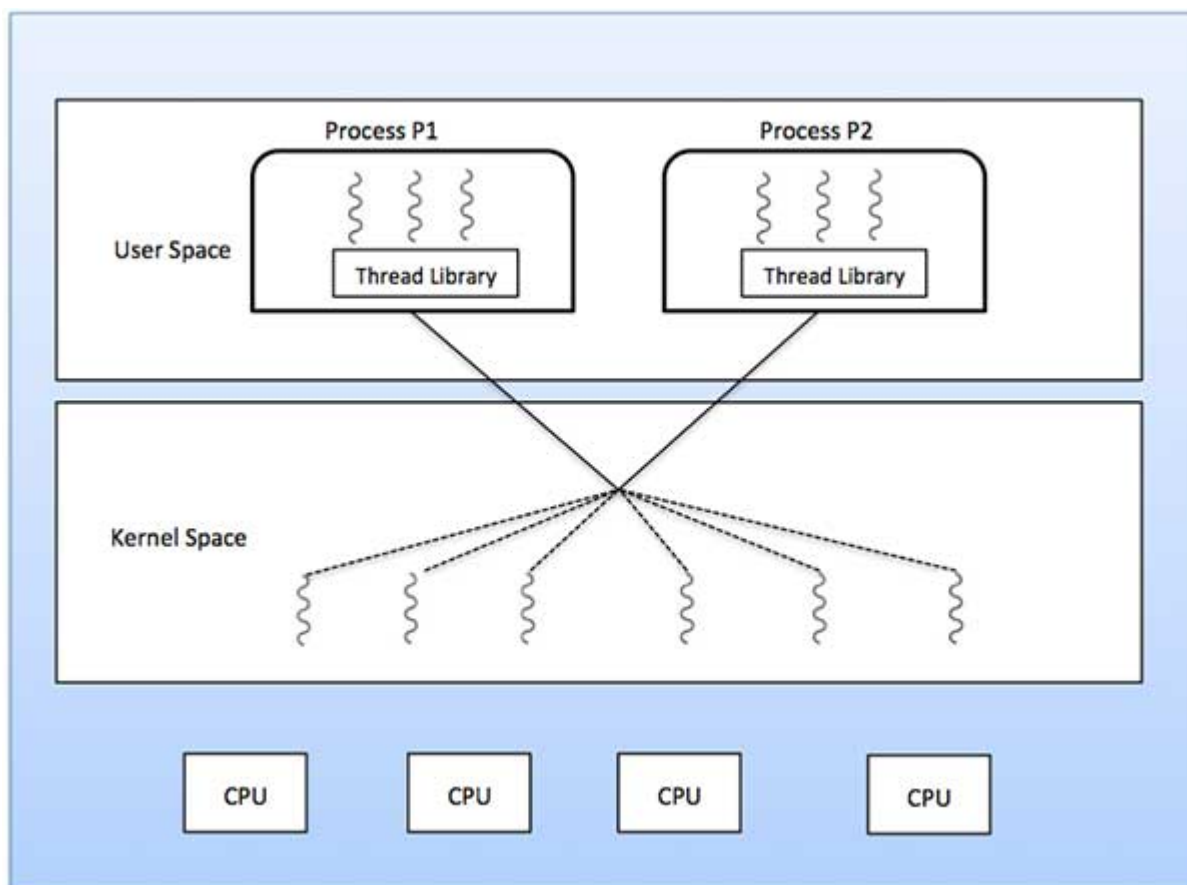 Process P1
Process P2
User Space
Thread Library
Thread Library
Kernel Space
CPU
CPU
CPU
CPU